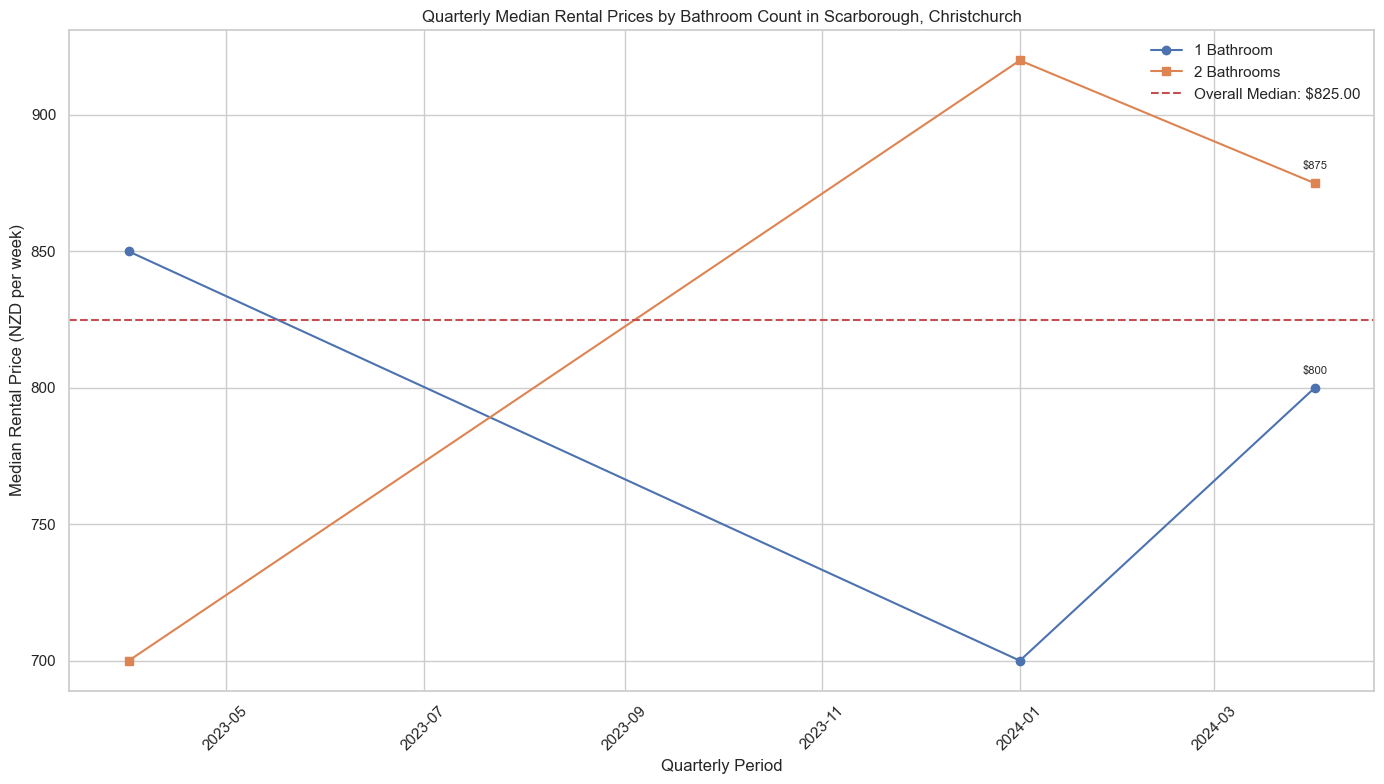 Quarterly Median Rental Prices by Bathroom Count in Scarborough, Christchurch
1 Bathroom
2 Bathrooms
Overall Median: $825.00
Median Rental Price (NZD per week)
900
850
800
750
700
$875
$800
2023-05
2023-07
2023-09
2023-11
2024-01
2024-03
Quarterly Period